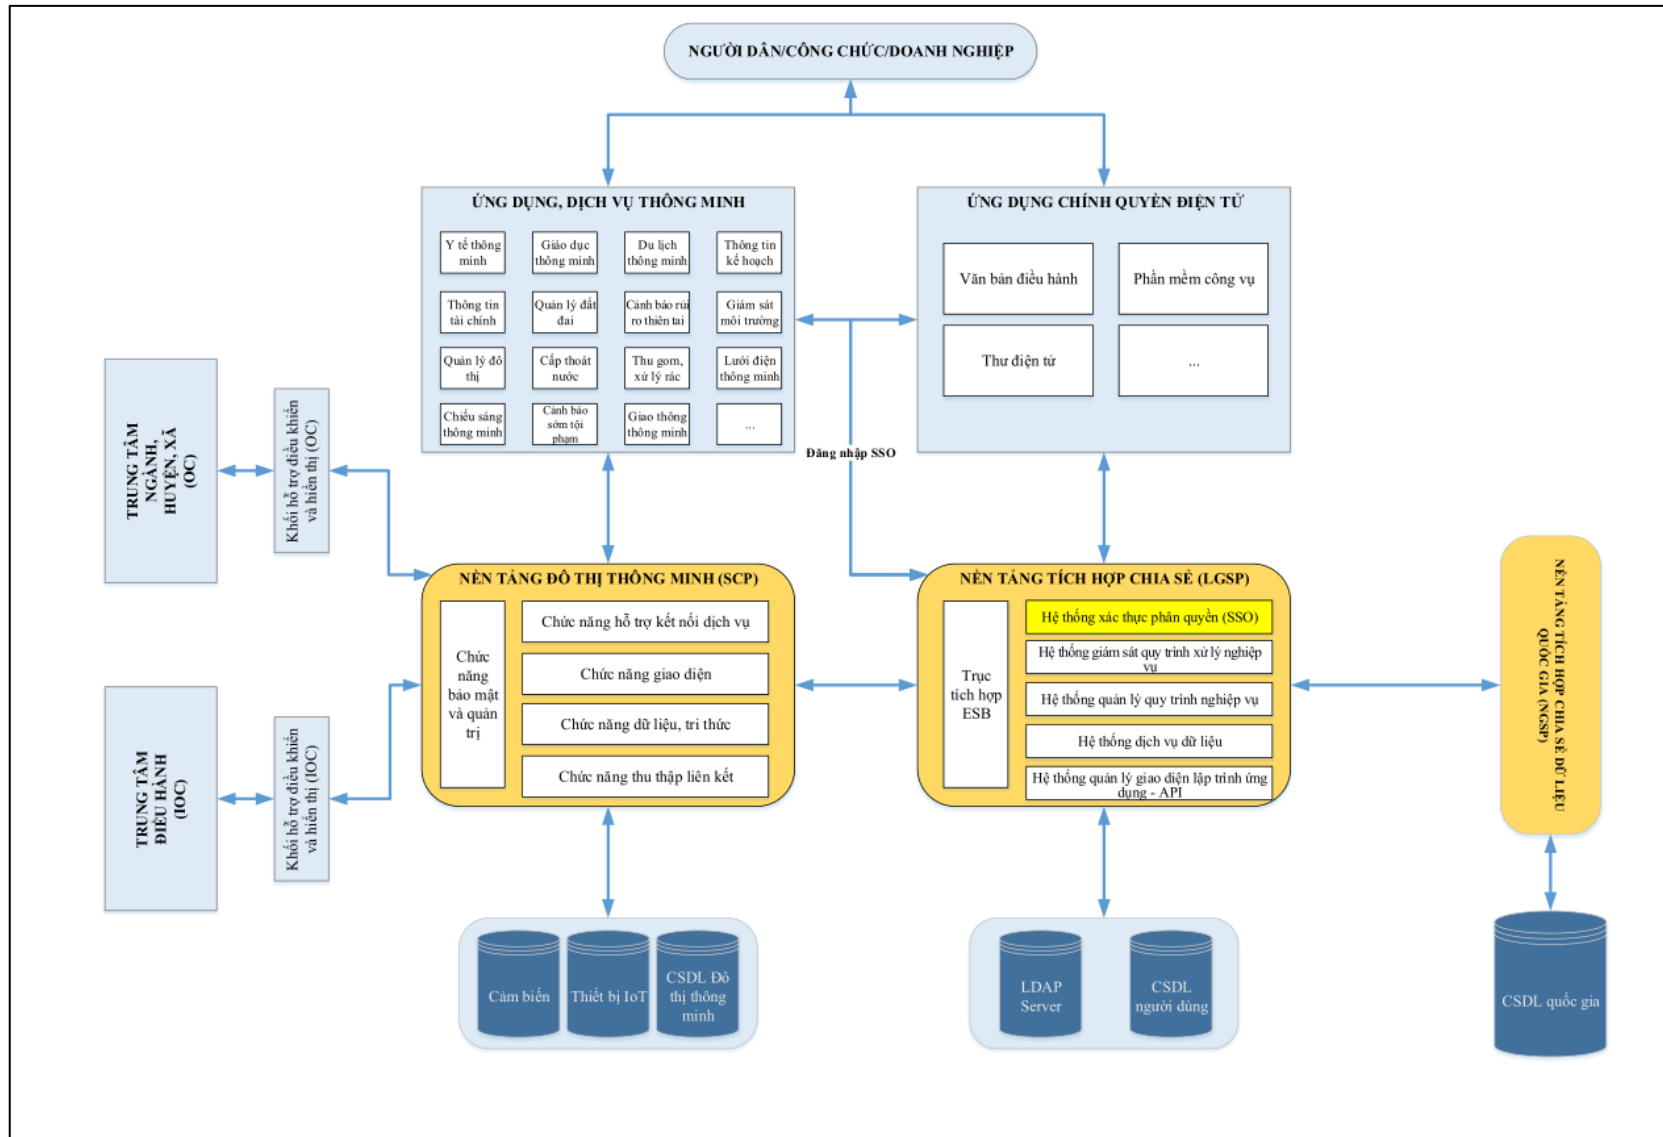 NGƯỜI DÂN/CÔNG CHỨC/DOANH NGHIỆP
ỨNG DỤNG, DỊCH VỤ THÔNG MINH
Y tế thông
minh
Giáo dục
thông minh
Du lịch
thông minh
Thông tin
kế hoạch
Thông tin
tài chính
Quản lý đất
đai
Cảnh báo rủi
ro thiên tai
Giám sát
môi trường
Quản lý đô
thị
Cấp thoát
nước
Thu gom,
xử lý rác
Lưới điện
thông minh
Chiếu sáng
thông minh
Cảnh báo
sớm tội
phạm
Giao thông
thông minh
...
ỨNG DỤNG CHÍNH QUYỀN ĐIỆN TỬ
Văn bản điều hành
Phần mềm công vụ
Thư điện tử
...
Đăng nhập SSO
TRUNG TÂM
NGÀNH,
HUYỆN, XÃ
(OC)
Khối hỗ trợ điều khiển
và hiển thị (OC)
TRUNG TÂM
ĐIỀU HÀNH
(IOC)
Khối hỗ trợ điều khiển
và hiển thị (IOC)
NỀN TẢNG ĐÔ THỊ THÔNG MINH (SCP)
Chức
năng
bảo mật
và quản
trị
Chức năng hỗ trợ kết nối dịch vụ
Chức năng giao diện
Chức năng dữ liệu, tri thức
Chức năng thu thập liên kết
NỀN TẢNG TÍCH HỢP CHIA SẺ (LGSP)
Trục
tích hợp
ESB
Hệ thống xác thực phân quyền (SSO)
Hệ thống giám sát quy trình xử lý nghiệp
vụ
Hệ thống quản lý quy trình nghiệp vụ
Hệ thống dịch vụ dữ liệu
Hệ thống quản lý giao diện lập trình ứng
dụng - API
NỀN TẢNG TÍCH HỢP CHIA SẺ DỮ LIỆU
QUỐC GIA (NGSP)
Cảm biến
Thiết bị IoT
CSDL Đô
thị thông
minh
LDAP
Server
CSDL
người dùng
CSDL quốc gia